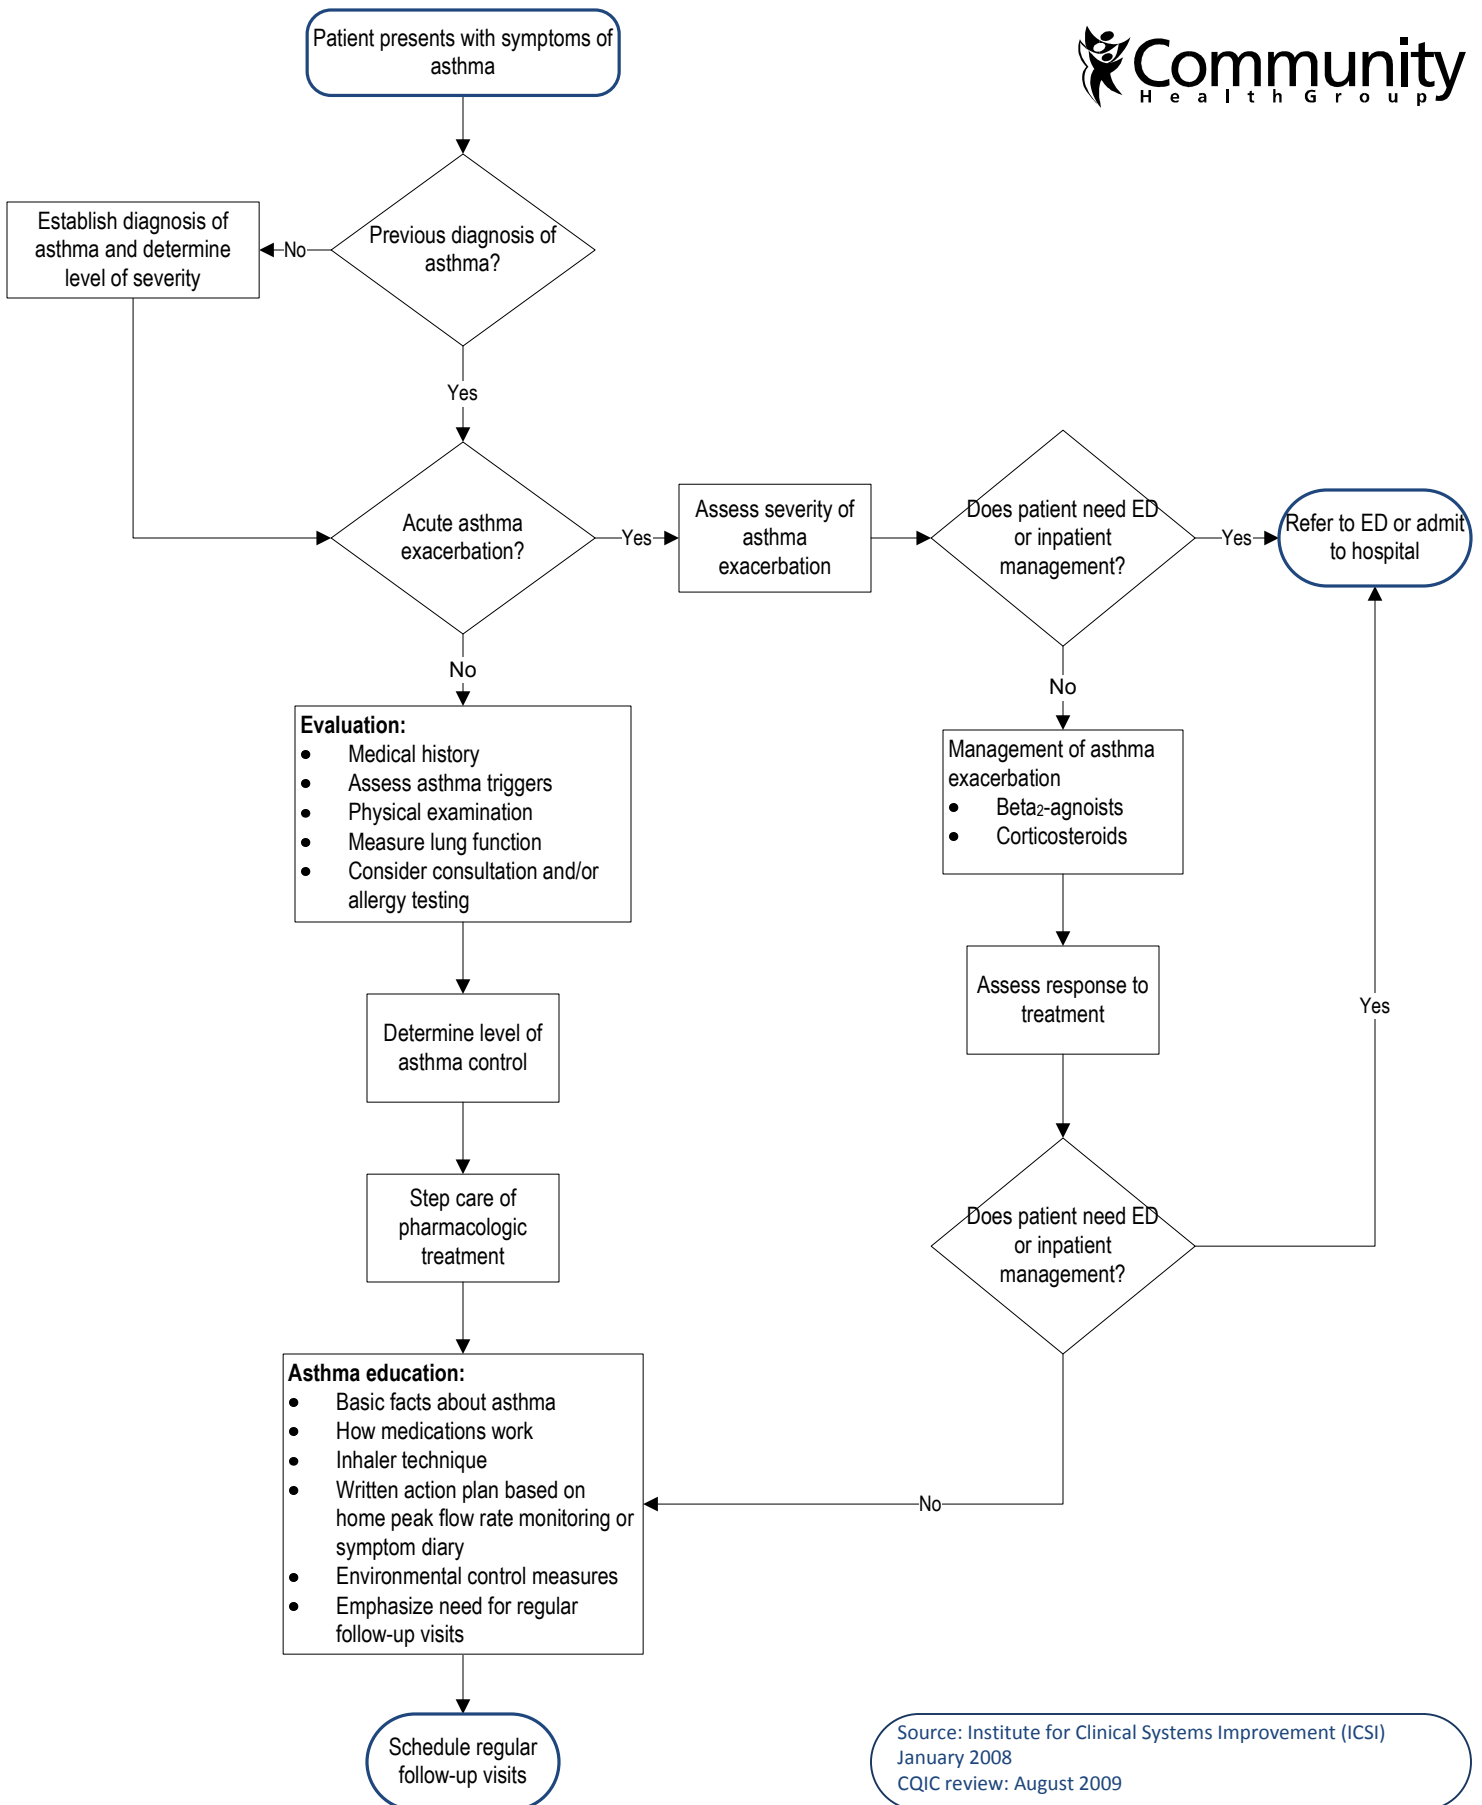 Patient presents with symptoms of
asthma
Community
HealthGroup
Previous diagnosis of
asthma?
No
Establish diagnosis of
asthma and determine
level of severity
Yes
Acute asthma
exacerbation?
Yes
Assess severity of
asthma
exacerbation
Does patient need ED
or inpatient
management?
Yes
Refer to ED or admit
to hospital
No
Evaluation:
● Medical history
● Assess asthma triggers
● Physical examination
● Measure lung function
● Consider consultation and/or
allergy testing
No
Management of asthma
exacerbation
● Beta₂-agnoists
● Corticosteroids
Determine level of
asthma control
Assess response to
treatment
Yes
Step care of
pharmacologic
treatment
Does patient need ED
or inpatient
management?
No
Asthma education:
● Basic facts about asthma
● How medications work
● Inhaler technique
● Written action plan based on
home peak flow rate monitoring or
symptom diary
● Environmental control measures
● Emphasize need for regular
follow-up visits
Schedule regular
follow-up visits
Source: Institute for Clinical Systems Improvement (ICSI)
January 2008
CQIC review: August 2009